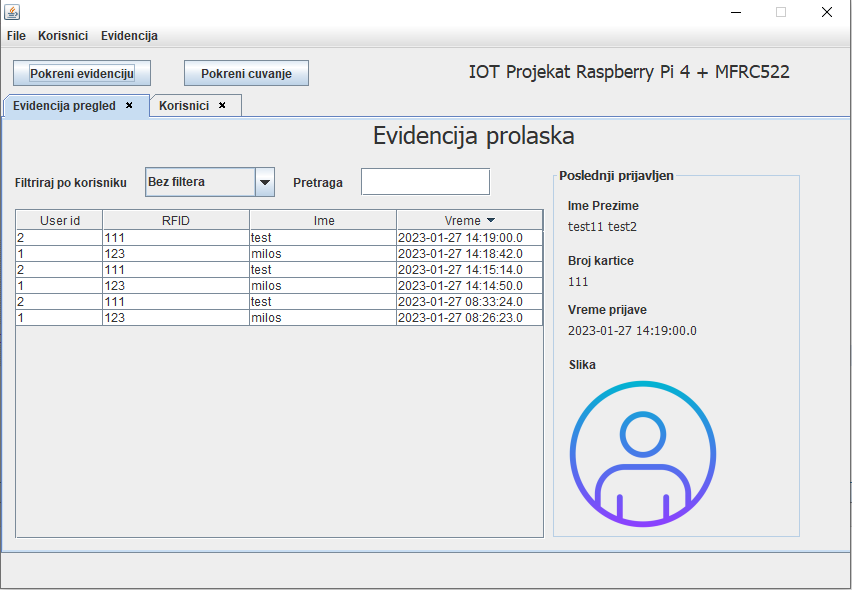 File Korisnici Evidencija
Pokreni evidenciju Pokreni cuvanje IOT Projekat Raspberry Pi 4 + MFRC522
Evidencija pregled × Korisnici ×
Evidencija prolaska
Filtriraj po korisniku Bez filtera Pretraga
User id RFID Ime Vreme
2 111 test 2023-01-27 14:19:00.0
1 123 milos 2023-01-27 14:18:42.0
2 111 test 2023-01-27 14:15:14.0
1 123 milos 2023-01-27 14:14:50.0
2 111 test 2023-01-27 08:33:24.0
1 123 milos 2023-01-27 08:26:23.0
Poslednji prijavljen
Ime Prezime
test11 test2
Broj kartice
111
Vreme prijave
2023-01-27 14:19:00.0
Slika